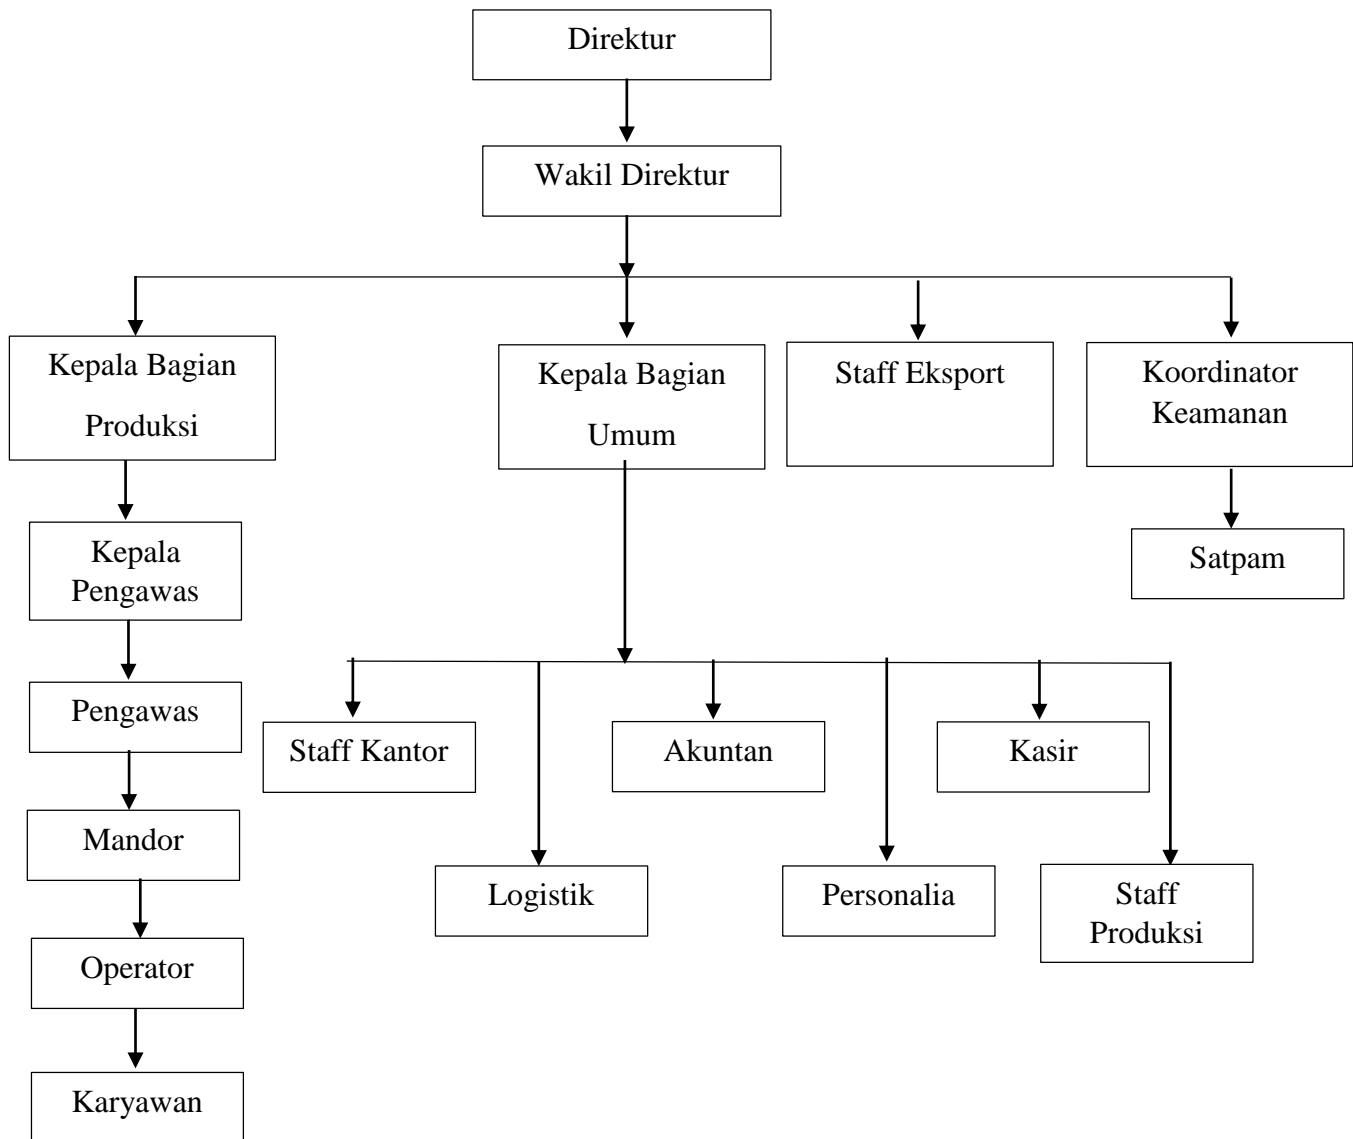 Direktur
Wakil Direktur
Kepala Bagian
Produksi
Kepala Bagian
Umum
Staff Eksport
Koordinator
Keamanan
Kepala
Pengawas
Satpam
Pengawas
Staff Kantor
Akuntan
Kasir
Mandor
Logistik
Personalia
Staff
Produksi
Operator
Karyawan